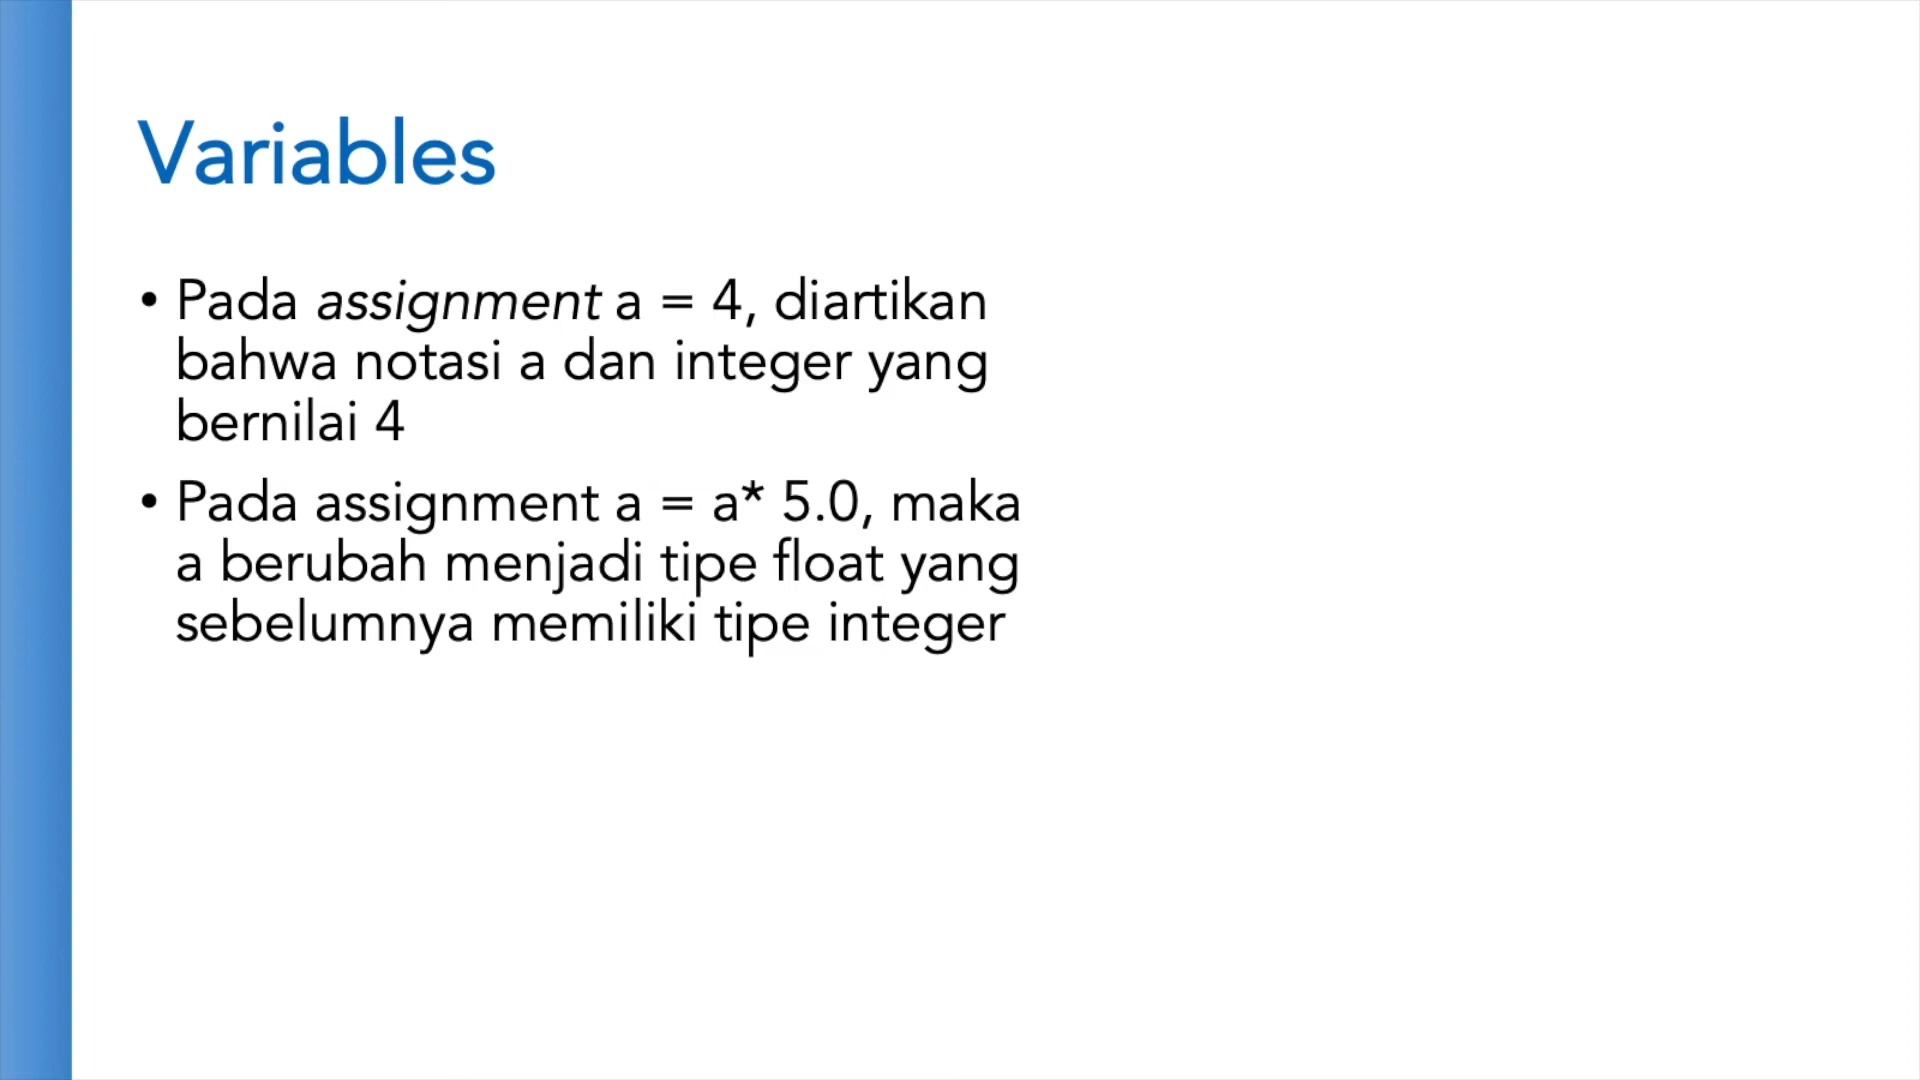 Variables
• Pada assignment a = 4, diartikan
bahwa notasi a dan integer yang
bernilai 4
• Pada assignment a = a* 5.0, maka
a berubah menjadi tipe float yang
sebelumnya memiliki tipe integer